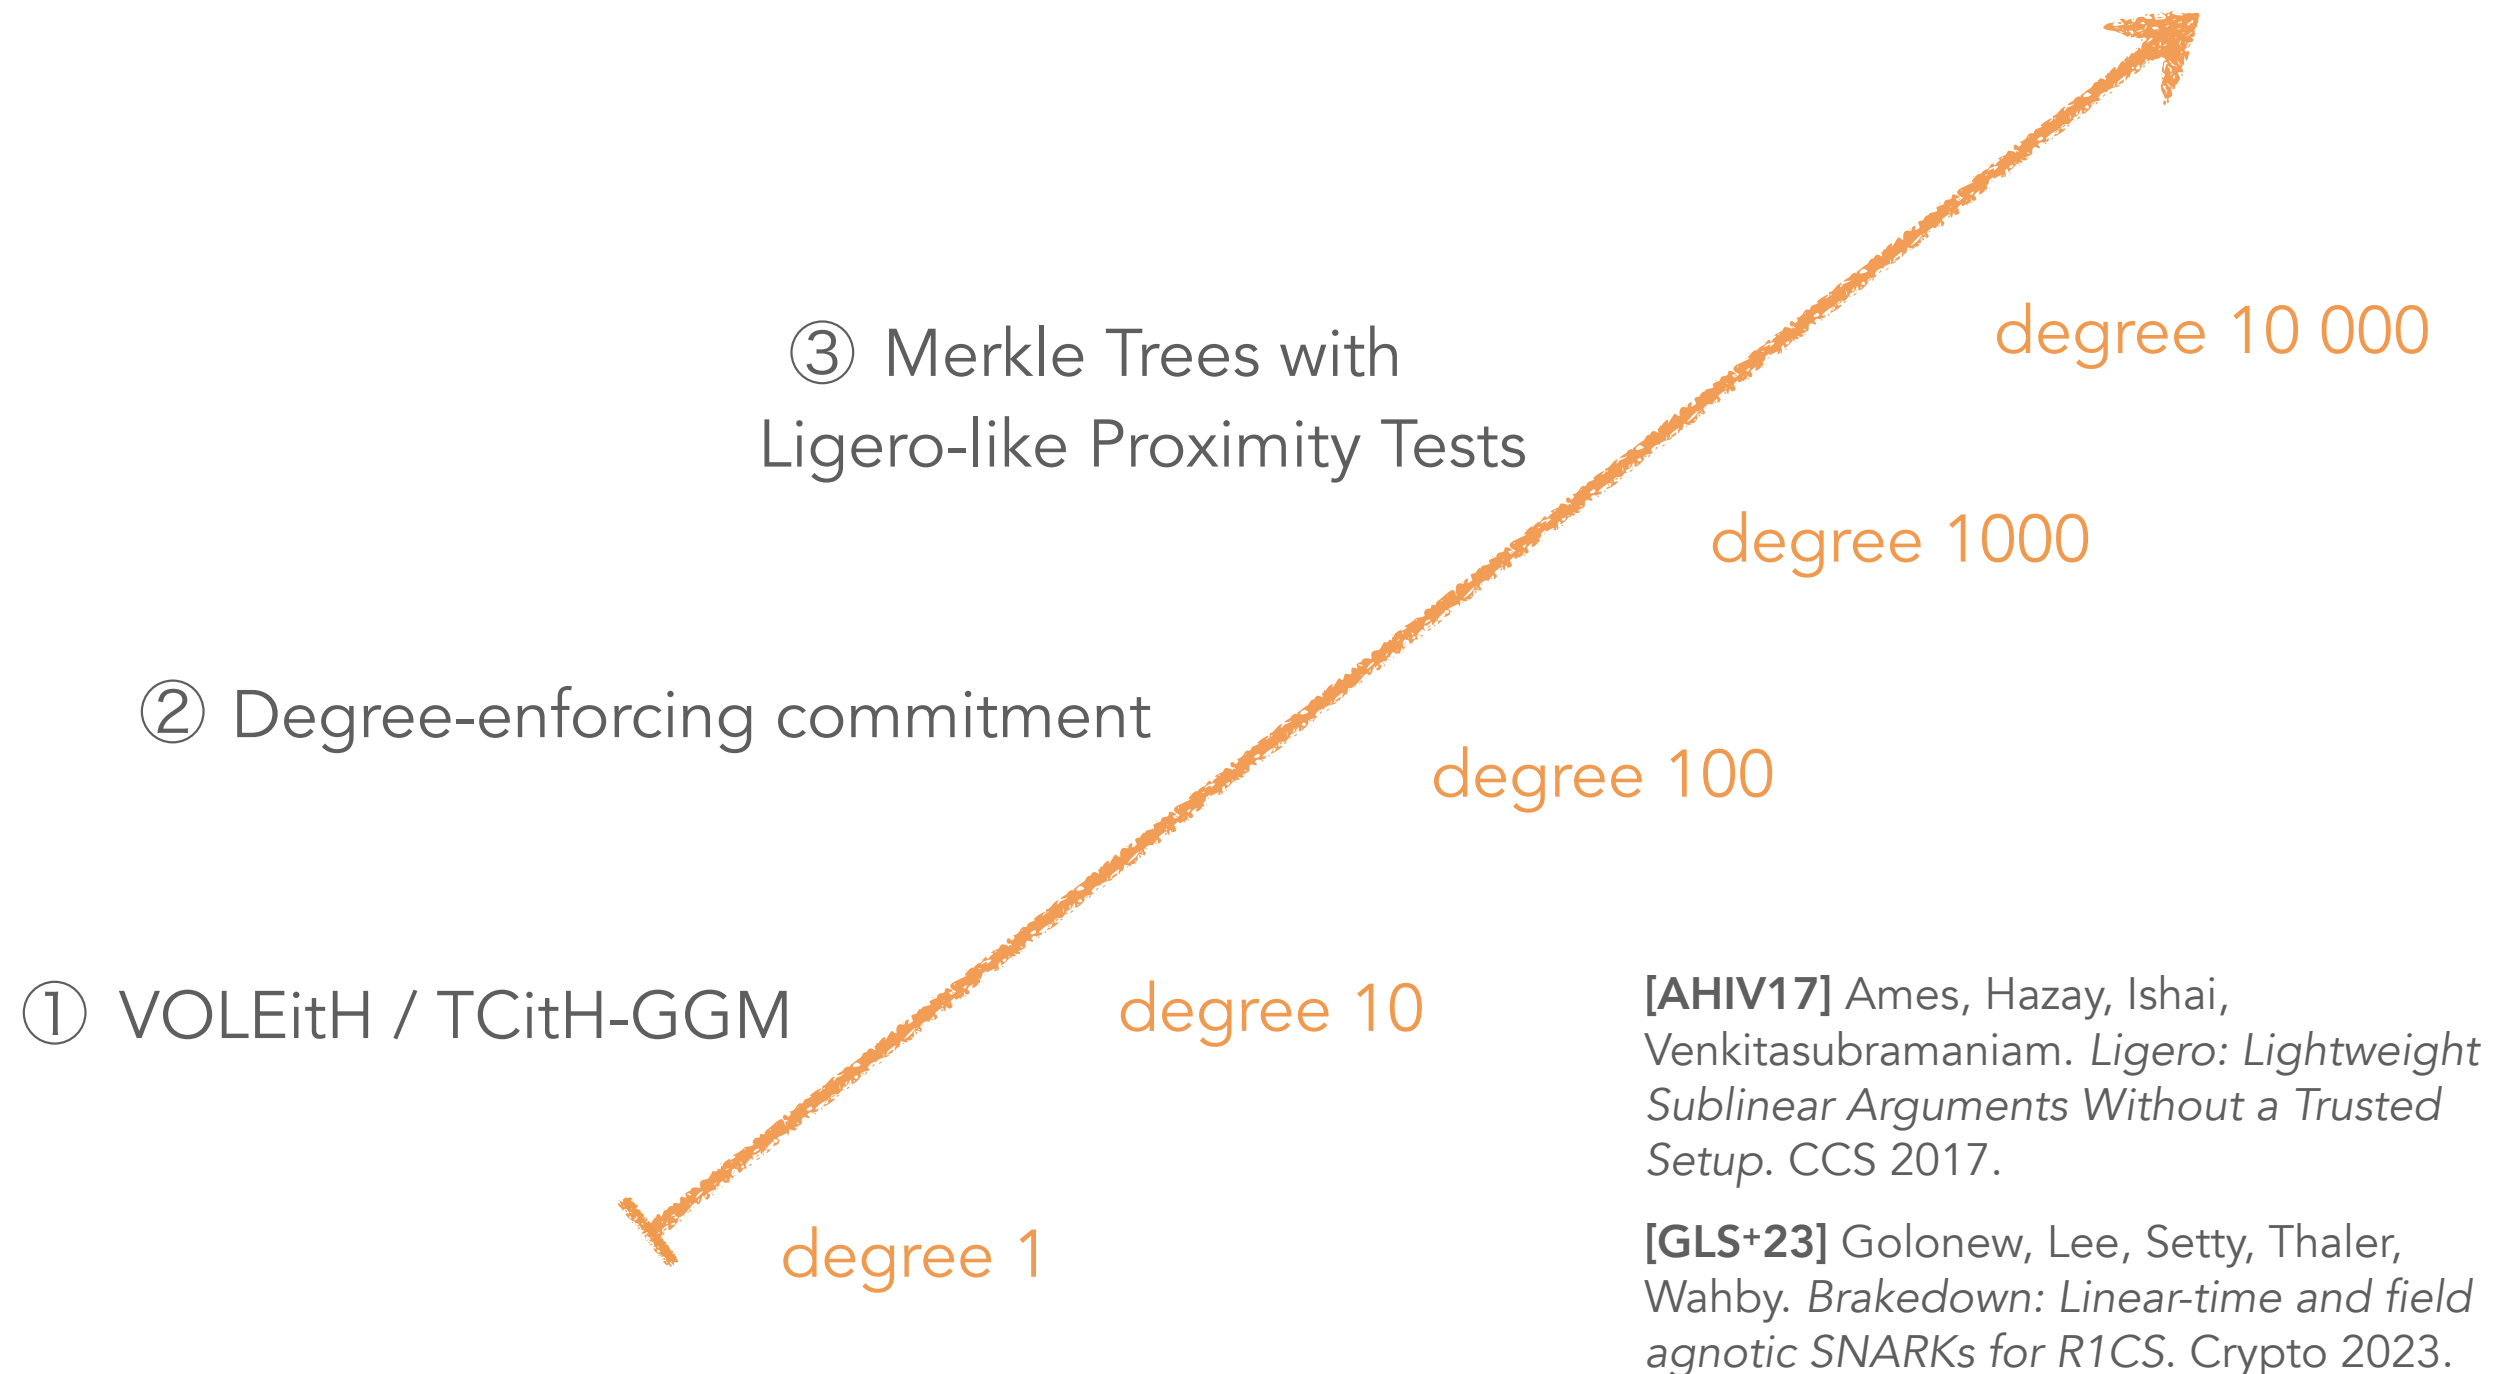 ③ Merkle Trees with
Ligero-like Proximity Tests
degree 10 000
degree 1000
② Degree-enforcing commitment
degree 100
① VOLEitH / TCitH-GGM
degree 10
degree 1
[AHIV17] Ames, Hazay, Ishai,
Venkitasubramaniam. Ligero: Lightweight
Sublinear Arguments Without a Trusted
Setup. CCS 2017.
[GLS+23] Golonew, Lee, Setty, Thaler,
Wahby. Brakedown: Linear-time and field
agnotic SNARKs for R1CS. Crypto 2023.